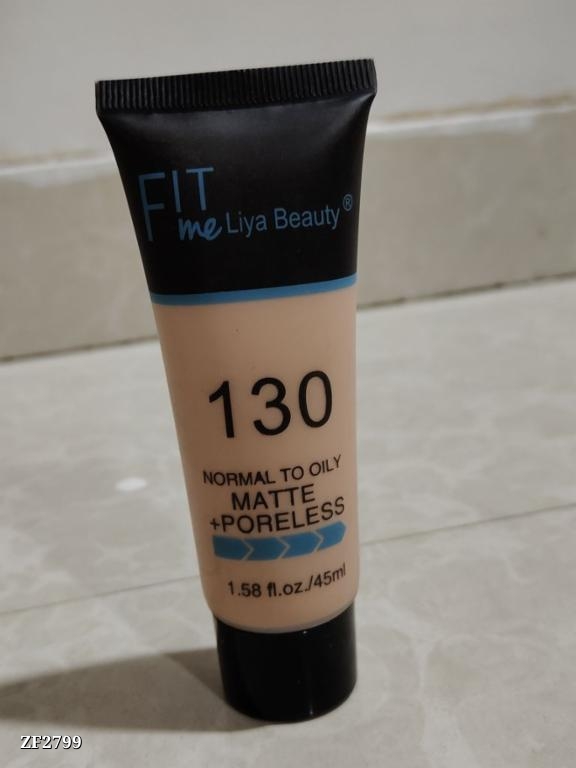 FIT
me Liya Beauty®
130
NORMAL TO OILY
MATTE
+PORELESS
1.58 fl.oz./45ml
ZF2799